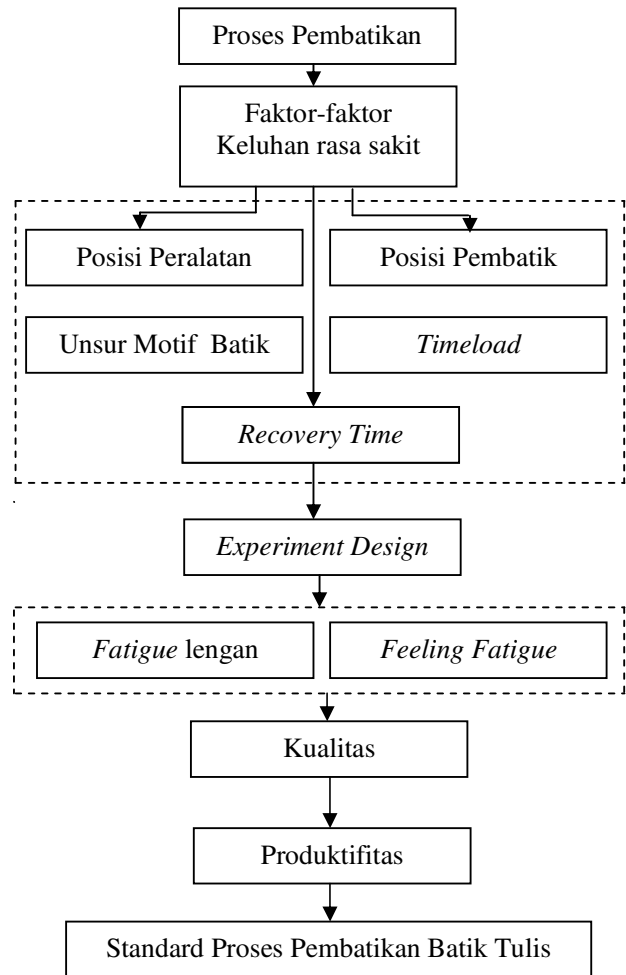 Proses Pembatikan
Faktor-faktor
Keluhan rasa sakit
Posisi Peralatan
Posisi Pembatik
Unsur Motif Batik
Timeload
Recovery Time
Experiment Design
Fatigue lengan
Feeling Fatigue
Kualitas
Produktifitas
Standard Proses Pembatikan Batik Tulis